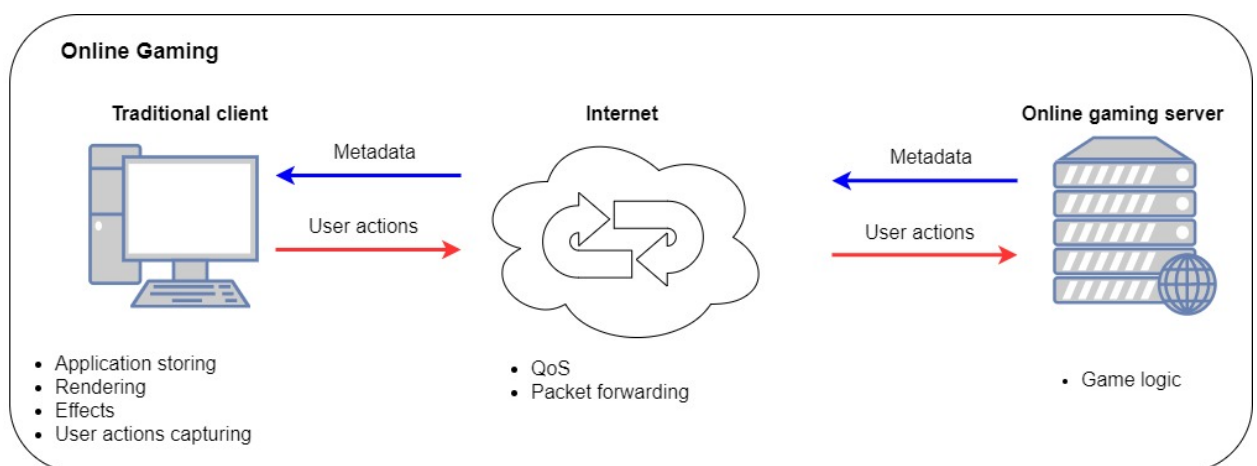 Online Gaming
Traditional client
Internet
Online gaming server
Metadata
Metadata
User actions
User actions
• Application storing
• Rendering
• Effects
• User actions capturing
• QoS
• Packet forwarding
• Game logic